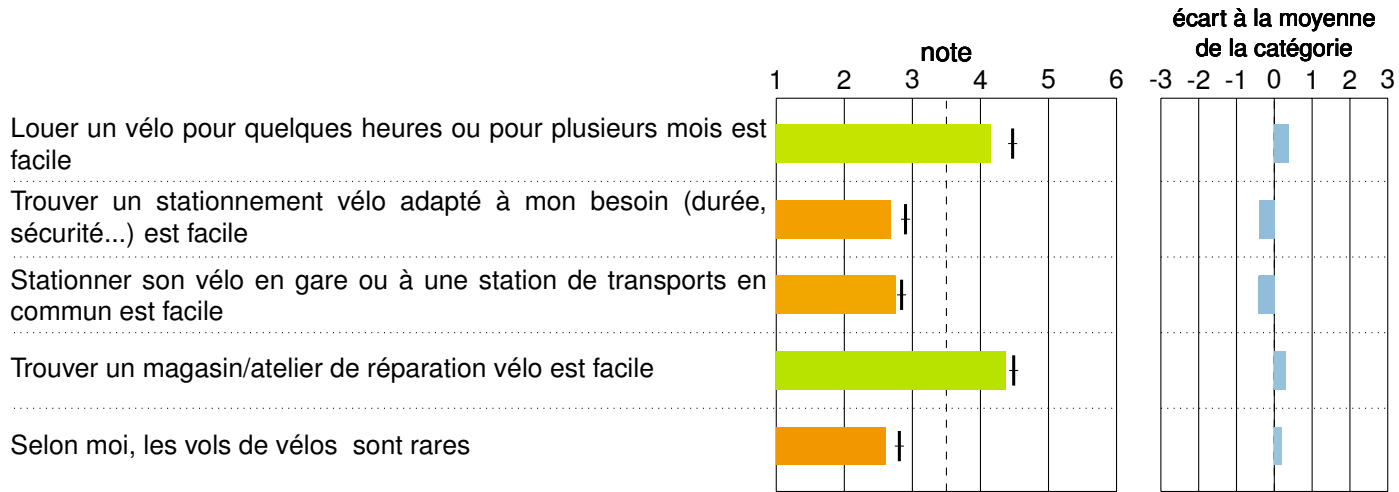 écart à la moyenne
de la catégorie
note
1 2 3 4 5 6
-3 -2 -1 0 1 2 3
Louer un vélo pour quelques heures ou pour plusieurs mois est
facile
Trouver un stationnement vélo adapté à mon besoin (durée,
sécurité...) est facile
Stationner son vélo en gare ou à une station de transports en
commun est facile
Trouver un magasin/atelier de réparation vélo est facile
Selon moi, les vols de vélos sont rares